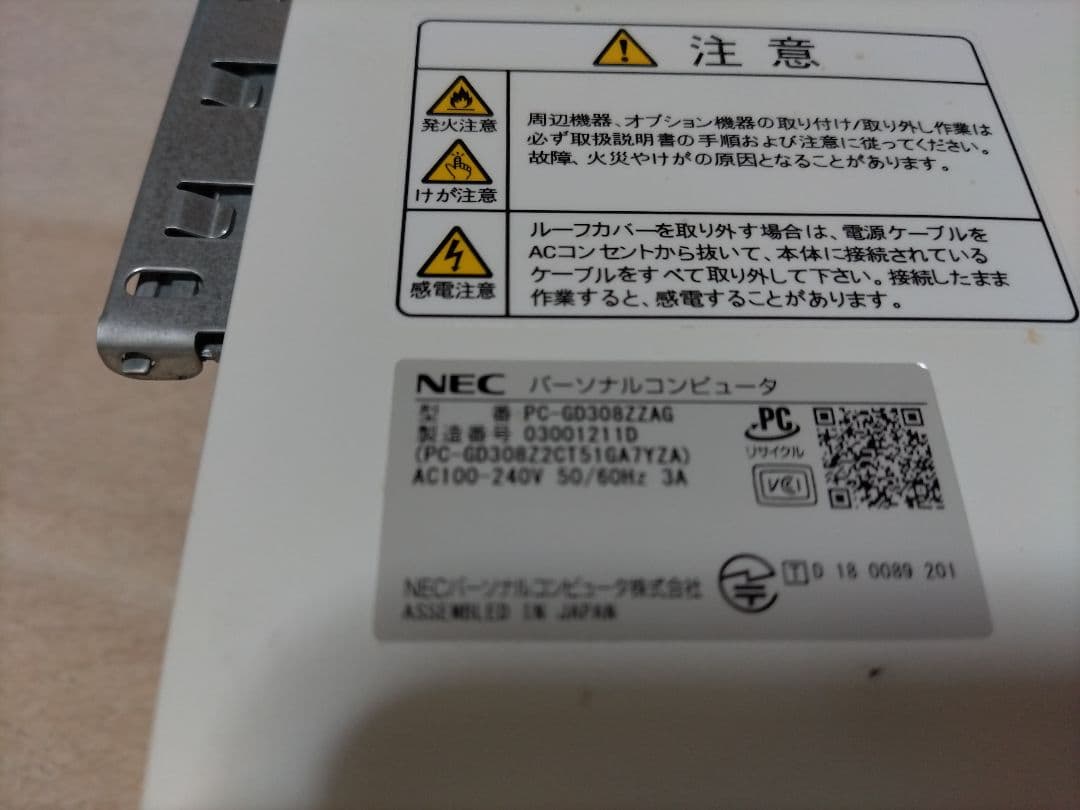 注意
発火注意
けが注意
周辺機器、オプション機器の取り付け/取り外し作業は
必ず取扱説明書の手順および注意に従ってください。
故障、火災やけがの原因となることがあります。
感電注意
ルーフカバーを取り外す場合は、電源ケーブルを
ACコンセントから抜いて、本体に接続されている
ケーブルをすべて取り外して下さい。接続したまま
作業すると、感電することがあります。
NEC パーソナルコンピュータ
型 番 PC-GD308ZZAG
製造番号 03001211D
(PC-GD308Z2CT51GA7YZA)
AC100-240V 50/60Hz 3A
PC
リサイクル
VCI
NECパーソナルコンピュータ株式会社
ASSEMBLED IN JAPAN
T D 18 0089 201